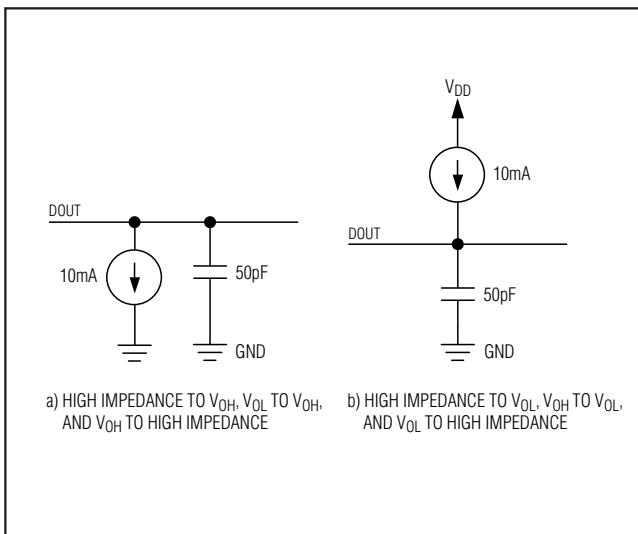 DOUT
10mA
50pF
GND
a) HIGH IMPEDANCE TO VOH, VOL TO VOH,
AND VOH TO HIGH IMPEDANCE
VDD
10mA
DOUT
50pF
GND
b) HIGH IMPEDANCE TO VOL, VOH TO VOL,
AND VOL TO HIGH IMPEDANCE